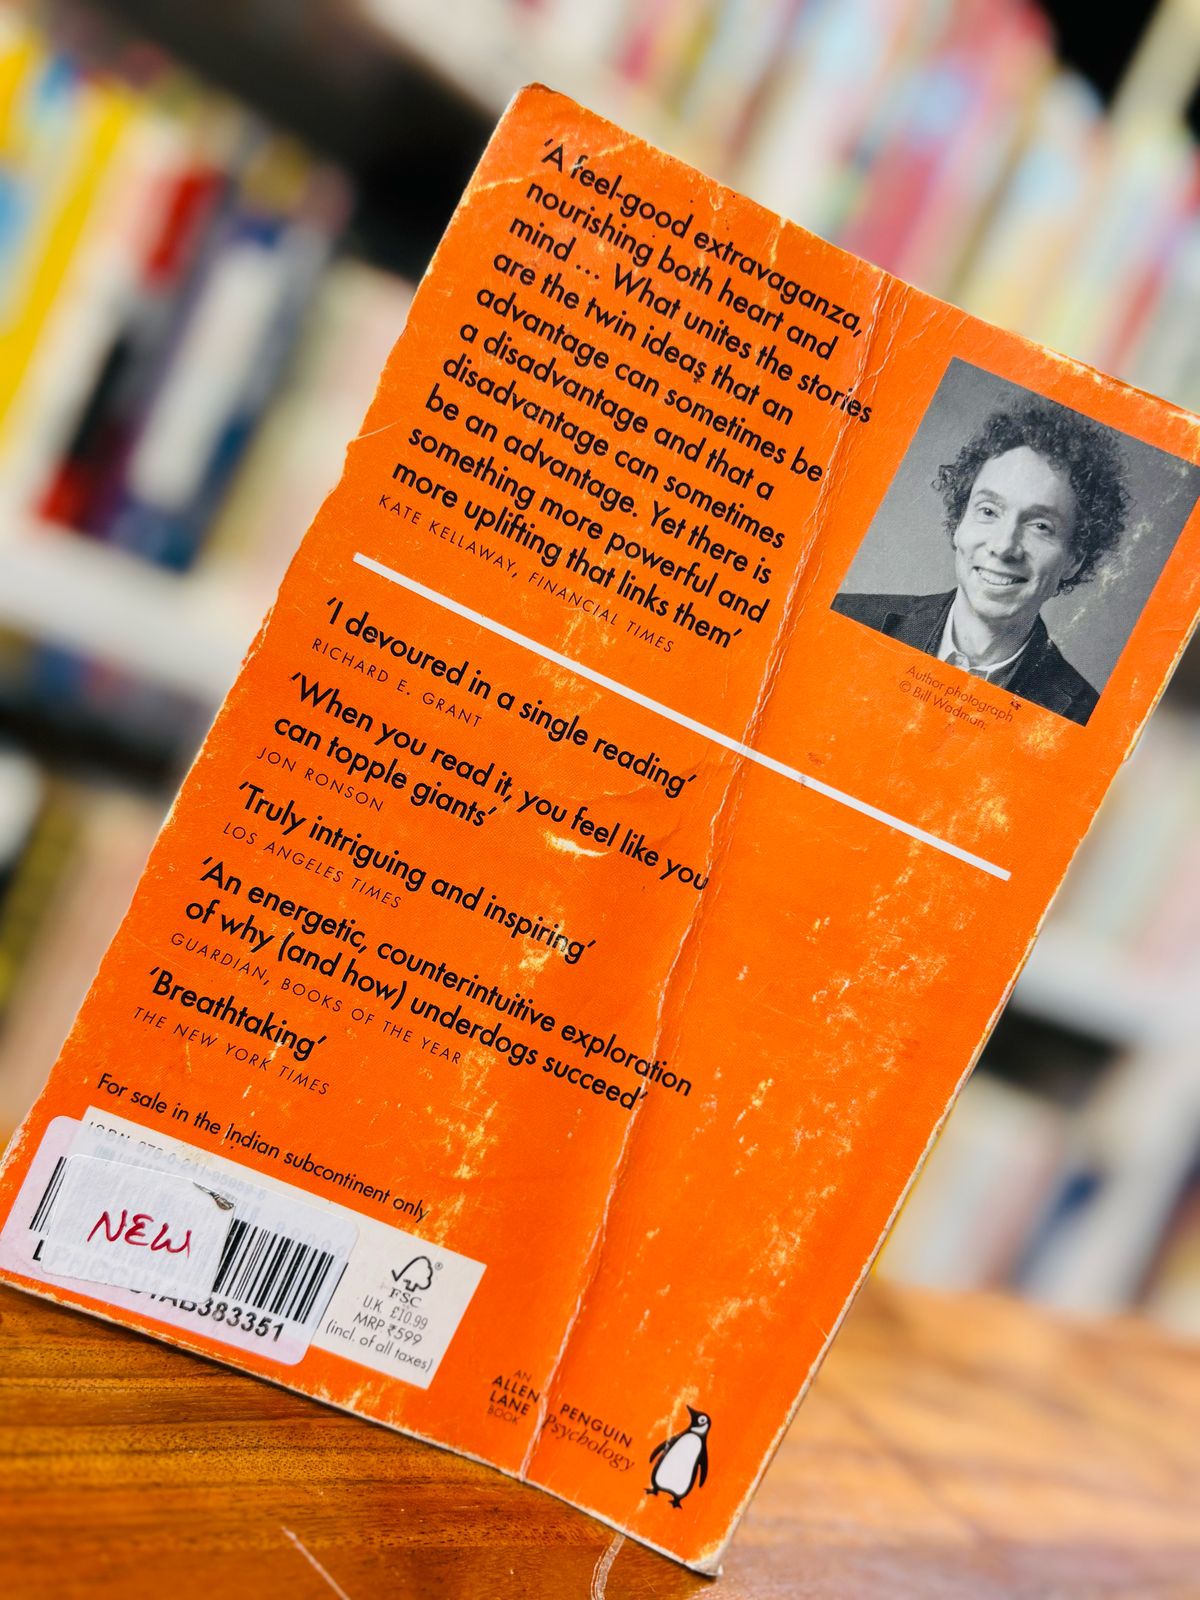 ‘A feel-good extravaganza,
nourishing both heart and
mind ... What unites the stories
are the twin ideas that an
advantage can sometimes be
a disadvantage and that a
disadvantage can sometimes
be an advantage. Yet there is
something more powerful and
more uplifting that links them’
KATE KELLAWAY, FINANCIAL TIMES
Author photograph
© Bill Wadman.
‘I devoured in a single reading’
RICHARD E. GRANT
‘When you read it, you feel like you
can topple giants’
JON RONSON
‘Truly intriguing and inspiring’
LOS ANGELES TIMES
‘An energetic, counterintuitive exploration
of why (and how) underdogs succeed’
GUARDIAN, BOOKS OF THE YEAR
‘Breathtaking’
THE NEW YORK TIMES
For sale in the Indian subcontinent only
NEW
383351
FSC®
U.K. £10.99
MRP ₹599
(incl. of all taxes)
AN
ALLEN
LANE
BOOK
PENGUIN
Psychology